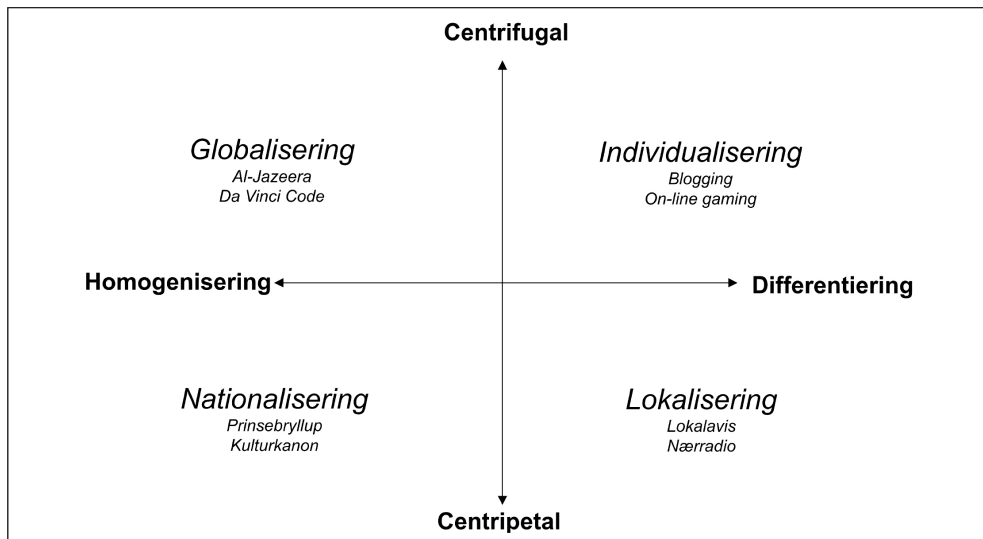 Centrifugal
Globalisering
Al-Jazeera
Da Vinci Code
Individualisering
Blogging
On-line gaming
Homogenisering
Differentiering
Nationalisering
Prinsebryllup
Kulturkanon
Lokalisering
Lokalavis
Nærradio
Centripetal